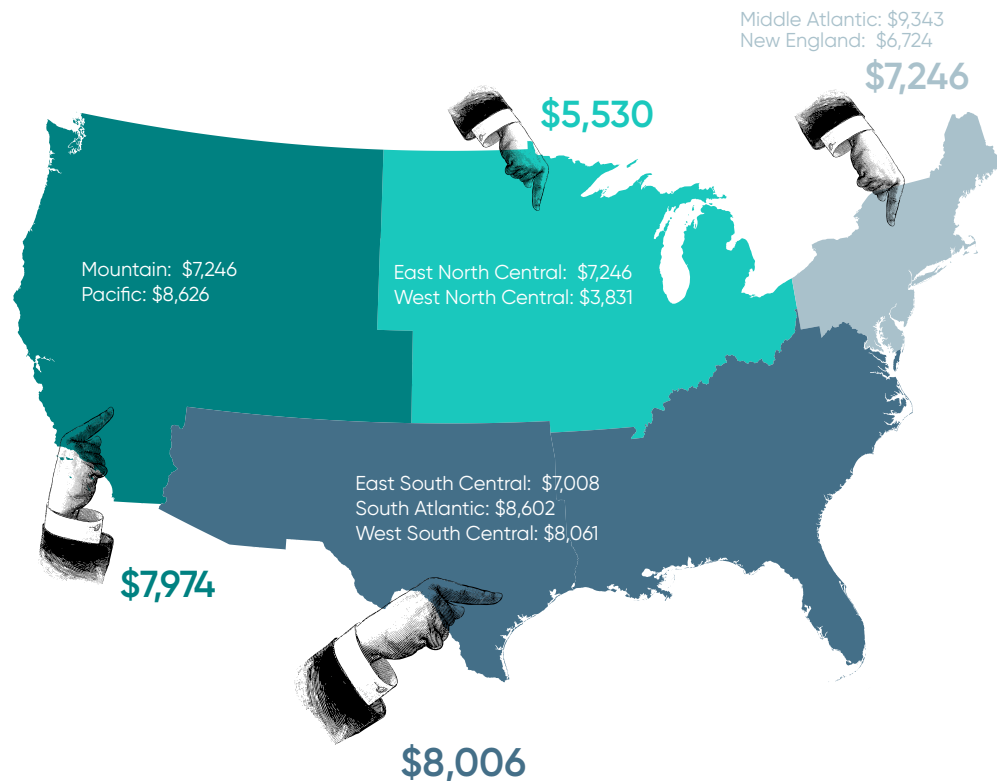 Middle Atlantic: $9,343
New England: $6,724
$7,246
$5,530
Mountain: $7,246
Pacific: $8,626
East North Central: $7,246
West North Central: $3,831
East South Central: $7,008
South Atlantic: $8,602
West South Central: $8,061
$7,974
$8,006